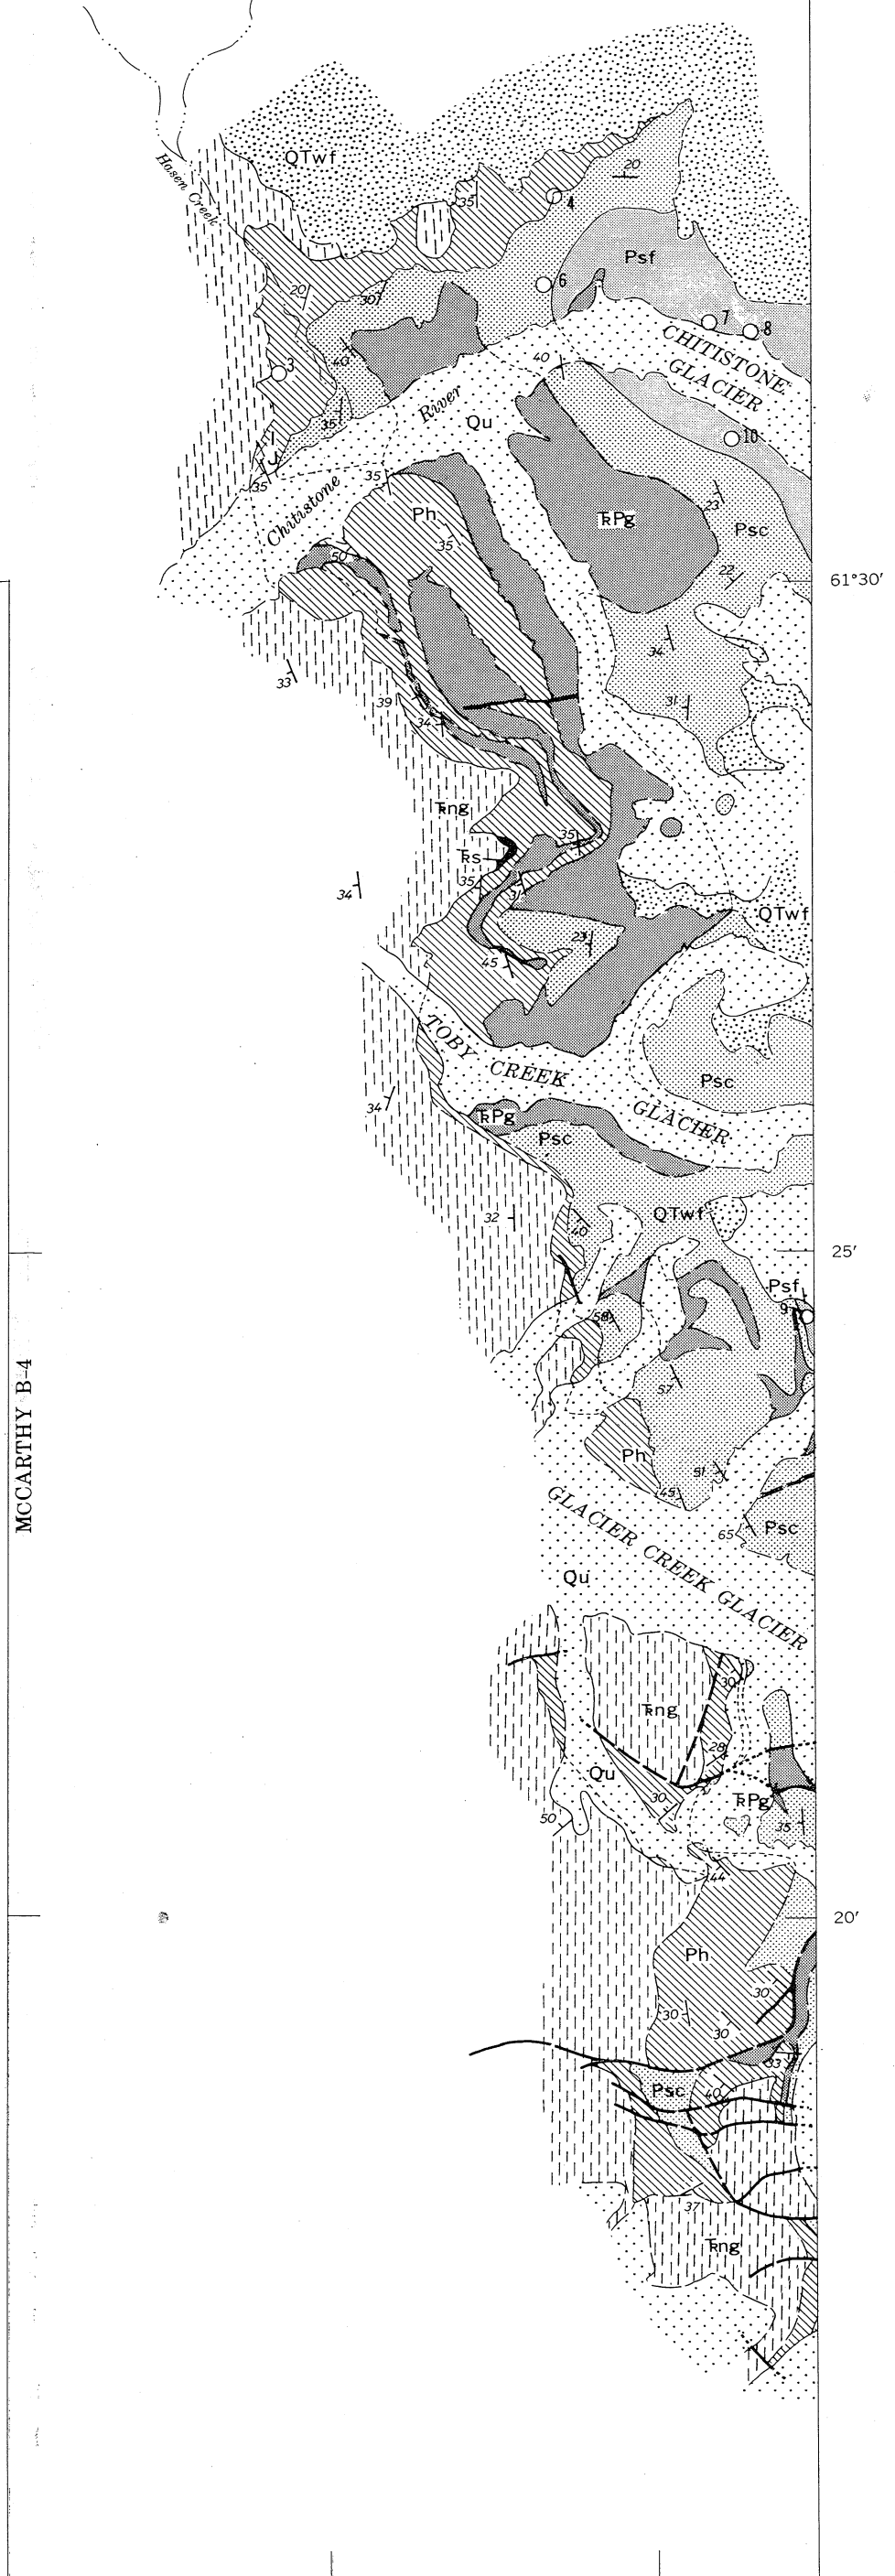 QTwf
20
Hasen Creek
35
4
Psf
6
20
30
7
8
CHITISTONE
GLACIER
40
40
3
River
Qu
35
10
J
35
35
Chitistone
Ph
TRPg
23
Psc
35
50
22
61°30′
34
33
39
31
34
TRng
35
TRs
35
31
34
QTwf
23
45
TOBY CREEK GLACIER
Psc
34
TRPg
Psc
32
40
QTwf
25′
Psf
9
58
57
MCCARTHY B-4
Ph
51
45
65
Psc
GLACIER CREEK GLACIER
Qu
30
TRng
28
Qu
30
TRPg
50
35
44
20′
Ph
30
30
30
33
Psc
40
37
TRng